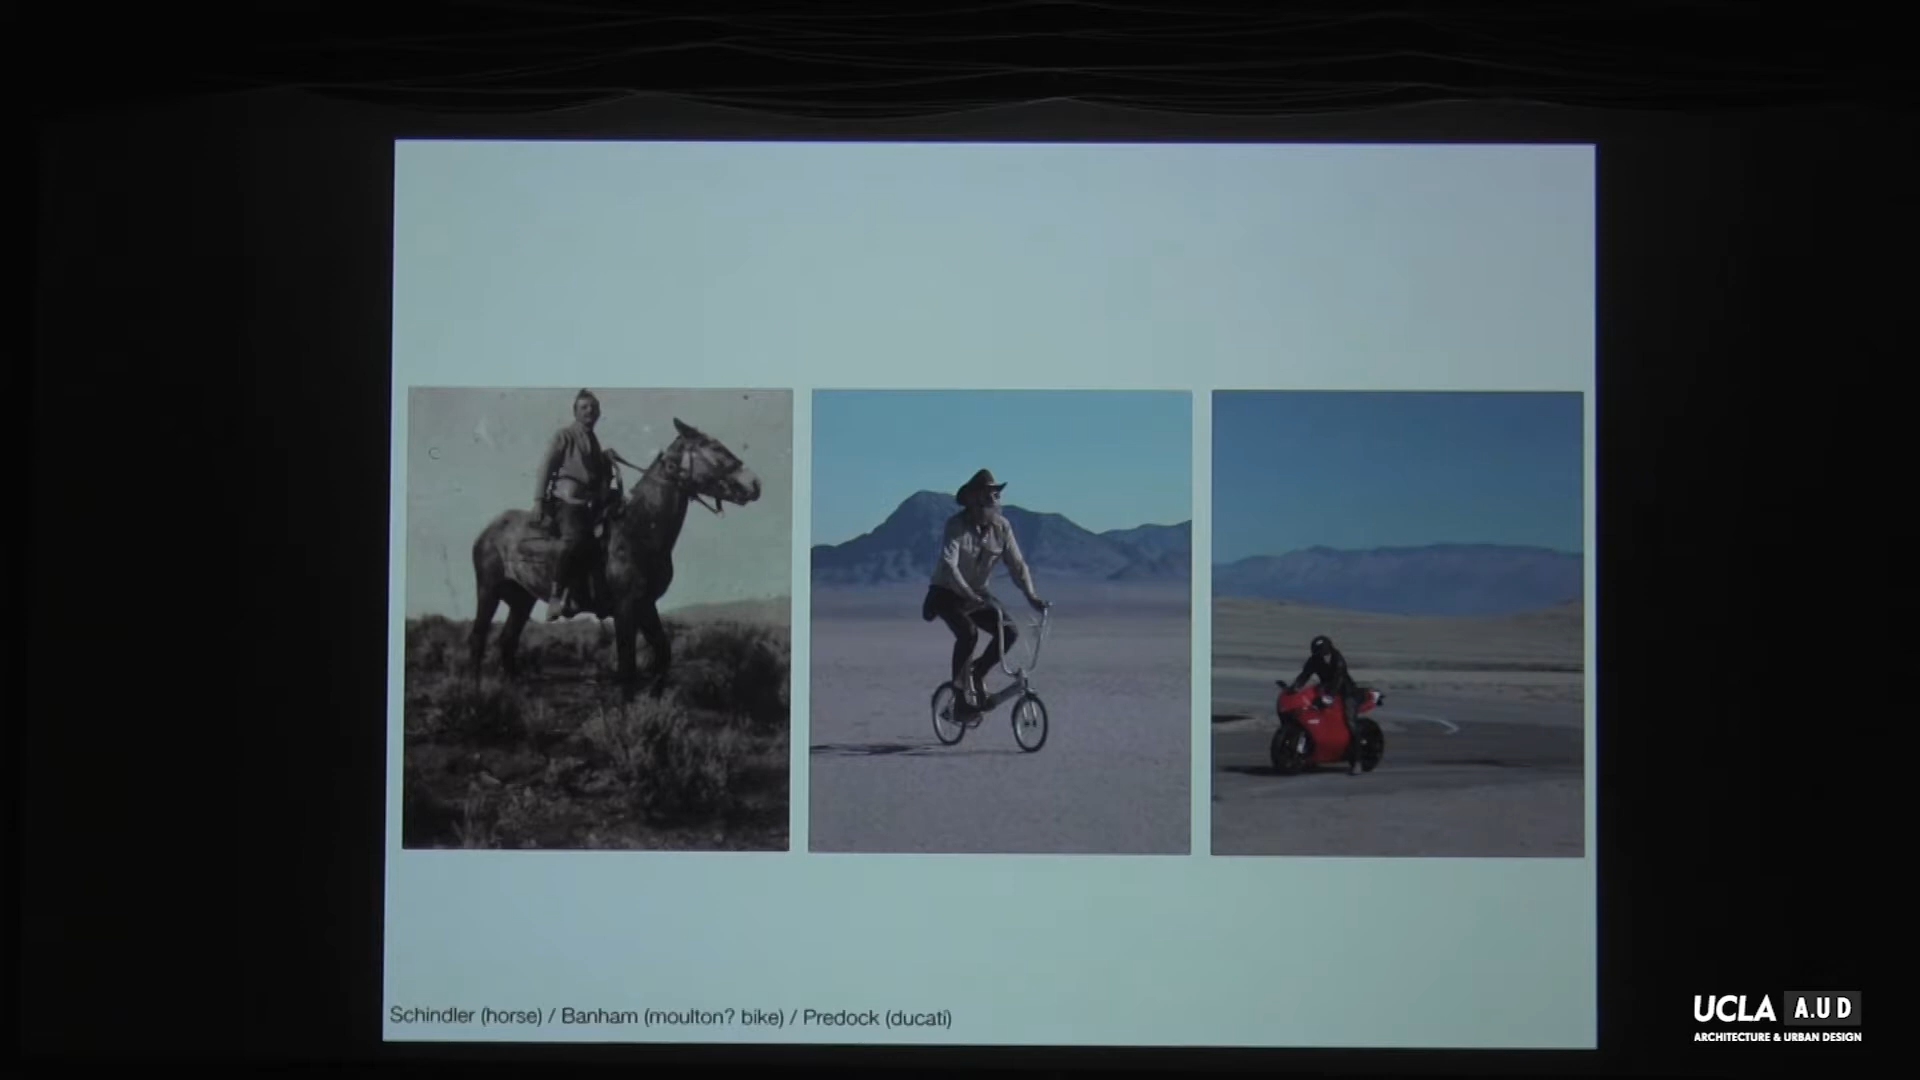 Schindler (horse) / Banham (moulton? bike) / Predock (ducati)
UCLA A.U D
ARCHITECTURE & URBAN DESIGN